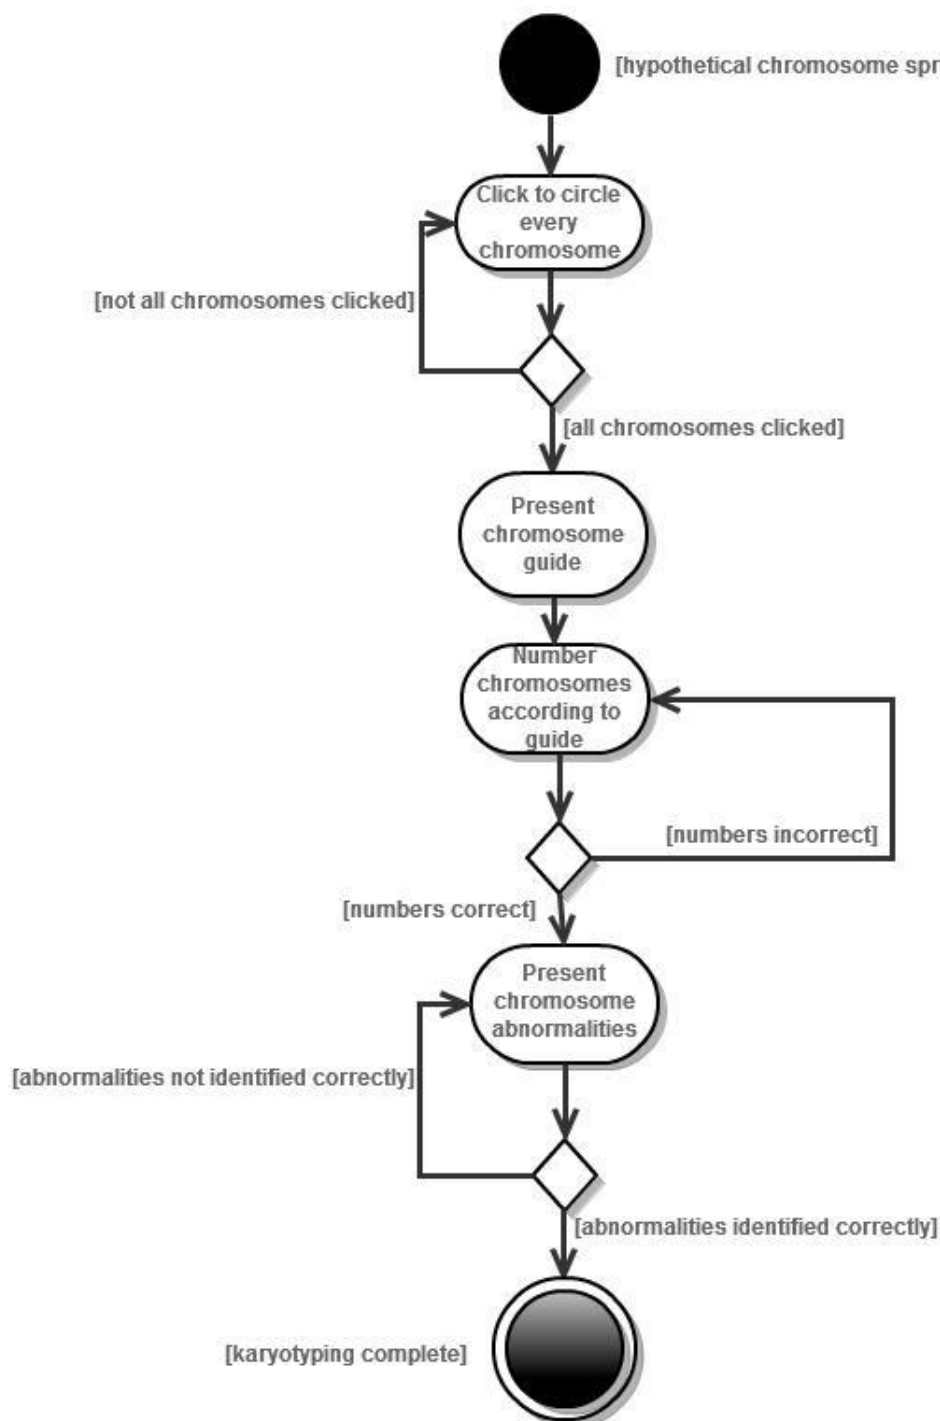 [hypothetical chromosome
Click to circle
every
chromosome
[not all chromosomes clicked]
[all chromosomes clicked]
Present
chromosome
guide
Number
chromosomes
according to
guide
[numbers incorrect]
[numbers correct]
Present
chromosome
abnormalities
[abnormalities not identified correctly]
[abnormalities identified correctly]
[karyotyping complete]